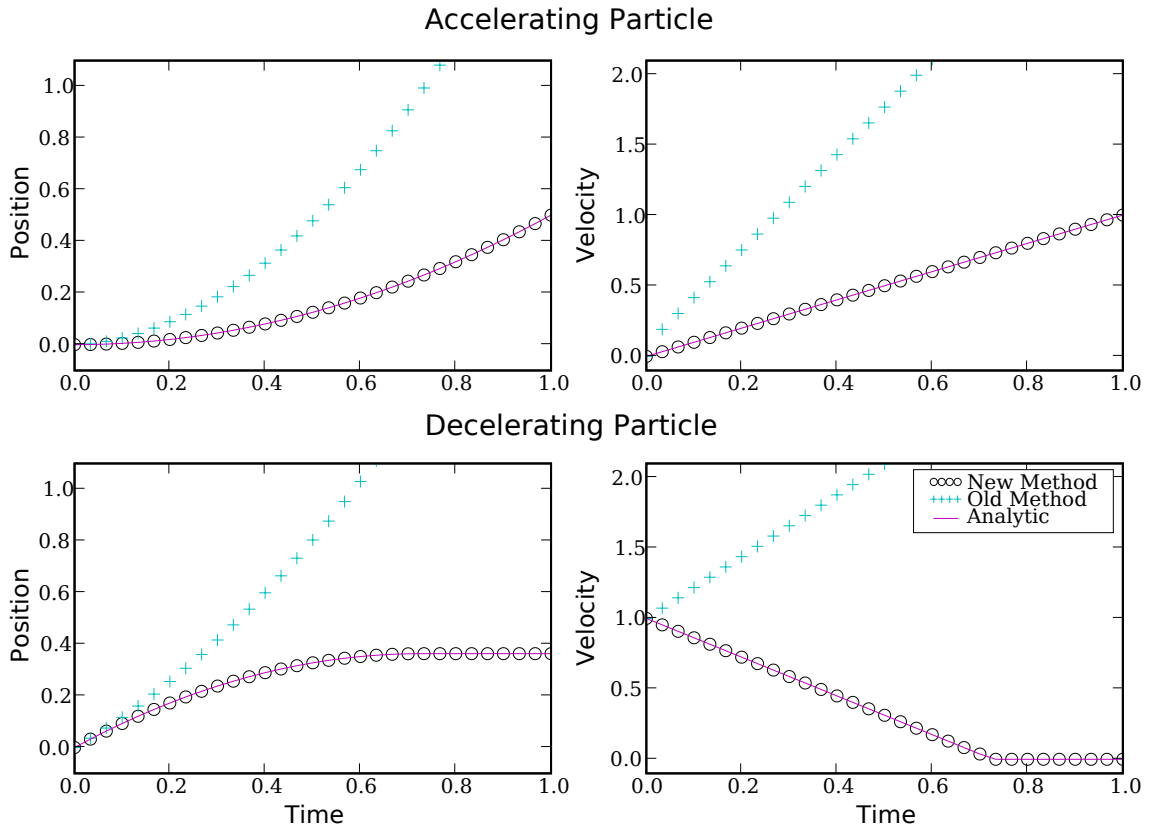 Accelerating Particle
Position
1.0
0.8
0.6
0.4
0.2
0.0
0.0 0.2 0.4 0.6 0.8 1.0
Velocity
2.0
1.5
1.0
0.5
0.0
0.0 0.2 0.4 0.6 0.8 1.0
Decelerating Particle
Position
1.0
0.8
0.6
0.4
0.2
0.0
0.0 0.2 0.4 0.6 0.8 1.0
Time
Velocity
2.0
1.5
1.0
0.5
0.0
0.0 0.2 0.4 0.6 0.8 1.0
Time
New Method
Old Method
Analytic